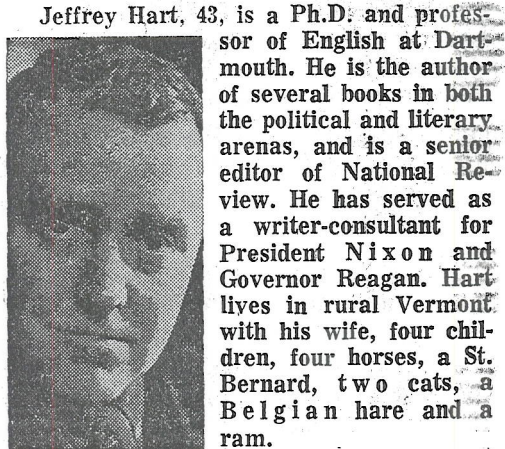 Jeffrey Hart, 43, is a Ph.D. and profes-
sor of English at Dart-
mouth. He is the author
of several books in both
the political and literary
arenas, and is a senior
editor of National Re-
view. He has served as
a writer-consultant for
President Nixon and
Governor Reagan. Hart
lives in rural Vermont
with his wife, four chil-
dren, four horses, a St.
Bernard, two cats, a
Belgian hare and a
ram.